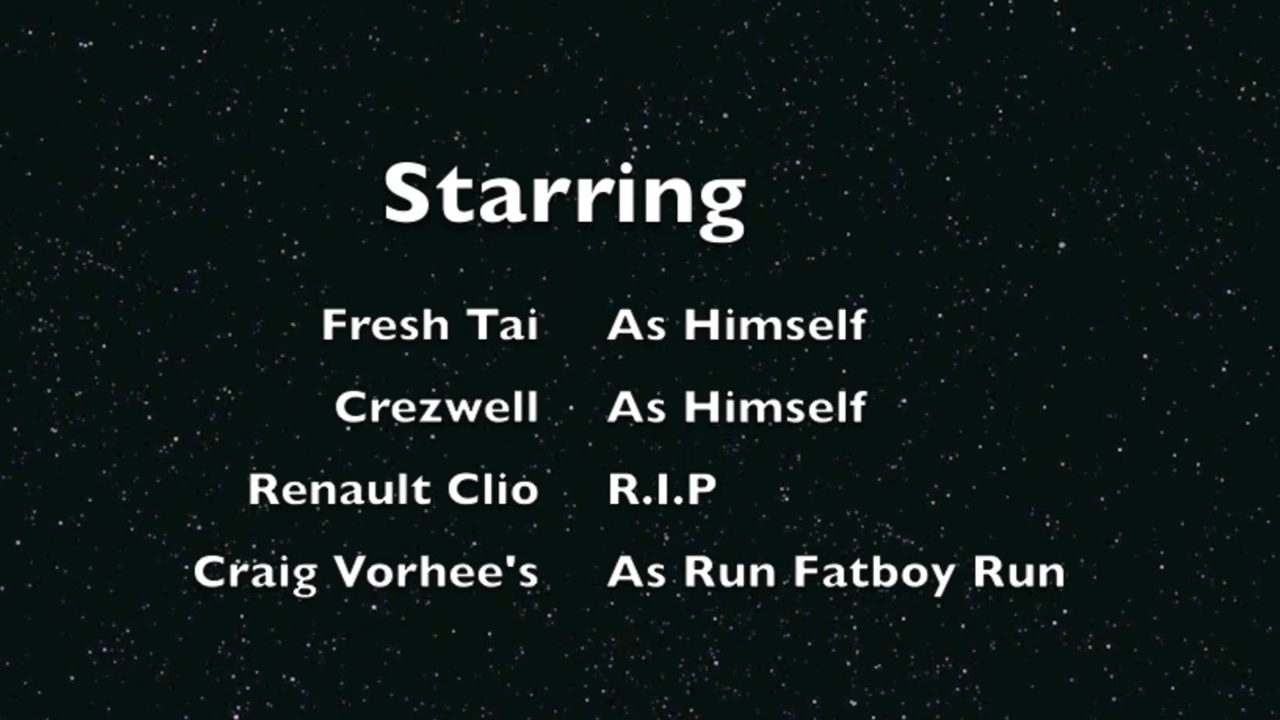 Starring
Fresh Tai As Himself
Crezwell As Himself
Renault Clio R.I.P
Craig Vorhee's As Run Fatboy Run